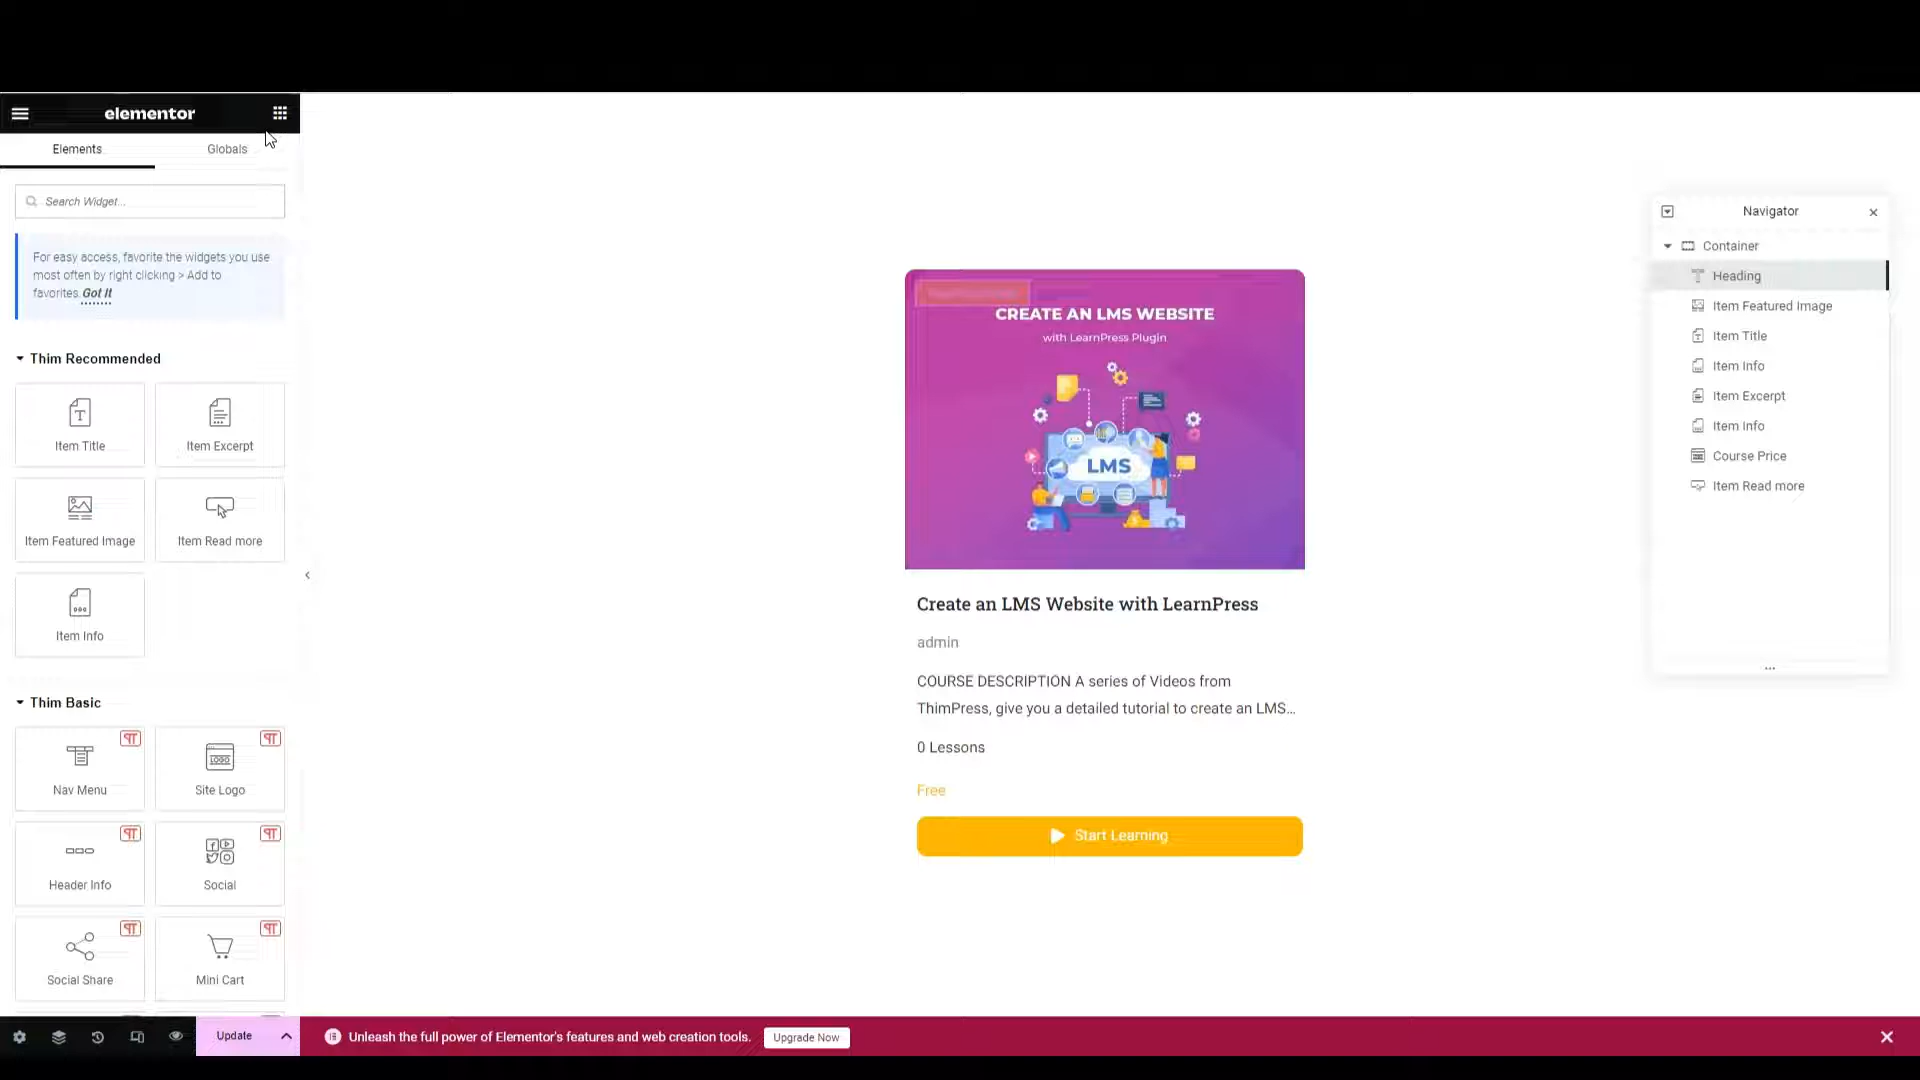 elementor
Elements
Globals
Search Widget...
For easy access, favorite the widgets you use
most often by right clicking > Add to
favorites. Got It
Thim Recommended
Item Title
Item Excerpt
Item Featured Image
Item Read more
Item Info
Thim Basic
Nav Menu
Site Logo
LOGO
Header Info
Social
Social Share
Mini Cart
Update
Unleash the full power of Elementor's features and web creation tools.
Upgrade Now
CREATE AN LMS WEBSITE
with LearnPress Plugin
LMS
Create an LMS Website with LearnPress
admin
COURSE DESCRIPTION A series of Videos from
ThimPress, give you a detailed tutorial to create an LMS...
0 Lessons
Free
Start Learning
Navigator
Container
Heading
Item Featured Image
Item Title
Item Info
Item Excerpt
Item Info
Course Price
Item Read more